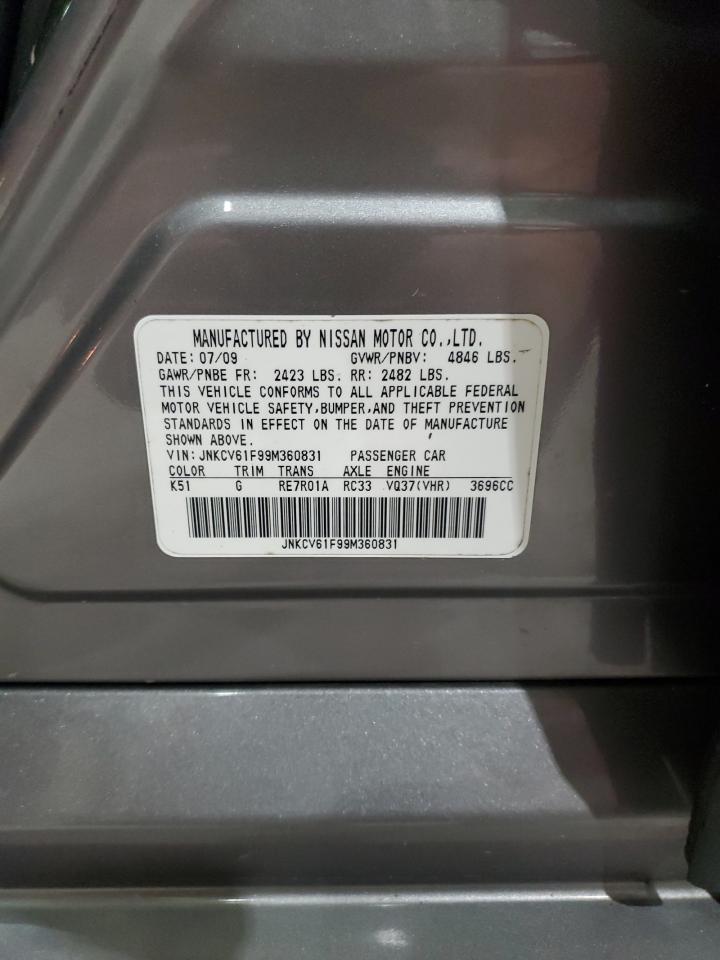 MANUFACTURED BY NISSAN MOTOR CO.,LTD.
DATE: 07/09 GVWR/PNBV: 4846 LBS.
GAWR/PNBE FR: 2423 LBS. RR: 2482 LBS.
THIS VEHICLE CONFORMS TO ALL APPLICABLE FEDERAL
MOTOR VEHICLE SAFETY,BUMPER,AND THEFT PREVENTION
STANDARDS IN EFFECT ON THE DATE OF MANUFACTURE
SHOWN ABOVE.
VIN: JNKCV61F99M360831 PASSENGER CAR
COLOR TRIM TRANS AXLE ENGINE
K51 G RE7R01A RC33 VQ37(VHR) 3696CC
JNKCV61F99M360831